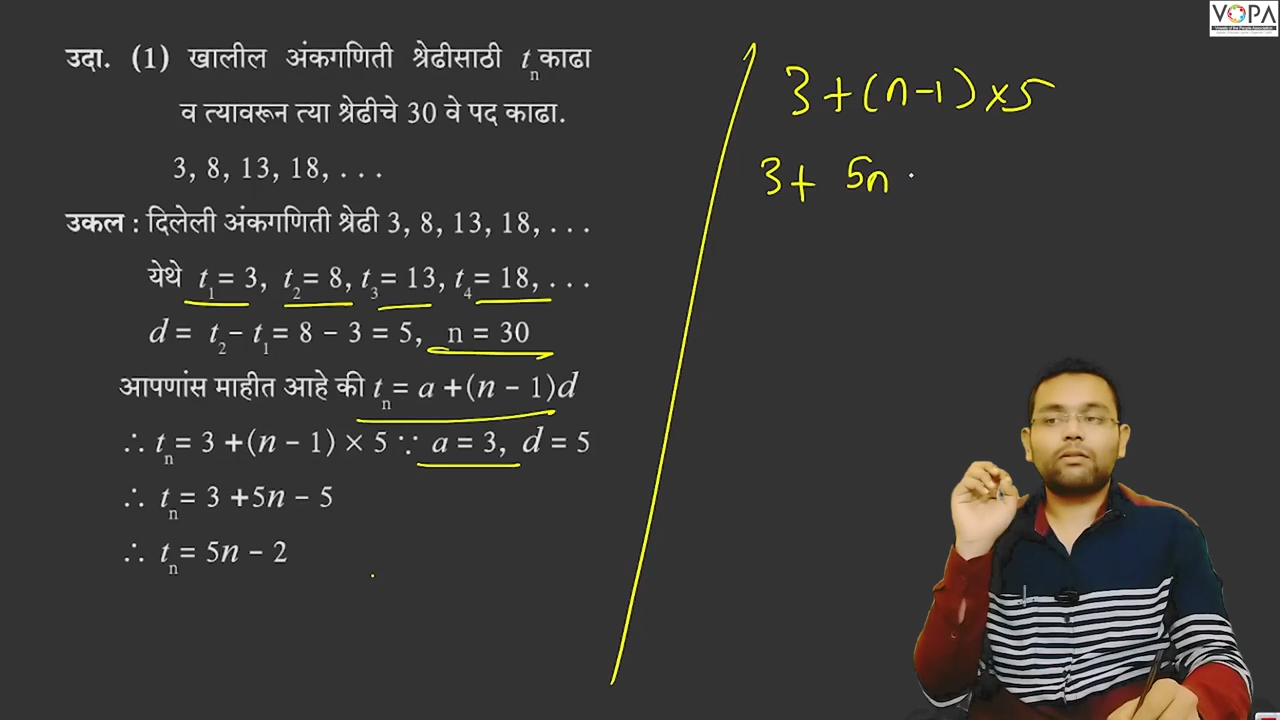 VOPA
उदा. (1) खालील अंकगणिती श्रेढीसाठी tₙ काढा
व त्यावरून त्या श्रेढीचे 30 वे पद काढा.
3, 8, 13, 18, . . .
उकल : दिलेली अंकगणिती श्रेढी 3, 8, 13, 18, . . .
येथे t₁= 3, t₂= 8, t₃= 13, t₄= 18, . . .
d = t₂– t₁= 8 – 3 = 5, n = 30
आपणांस माहीत आहे की tₙ= a +(n – 1)d
∴ tₙ= 3 +(n – 1) × 5 ∵ a = 3, d = 5
∴ tₙ= 3 +5n – 5
∴ tₙ= 5n – 2
3 + (n – 1) × 5
3 + 5n